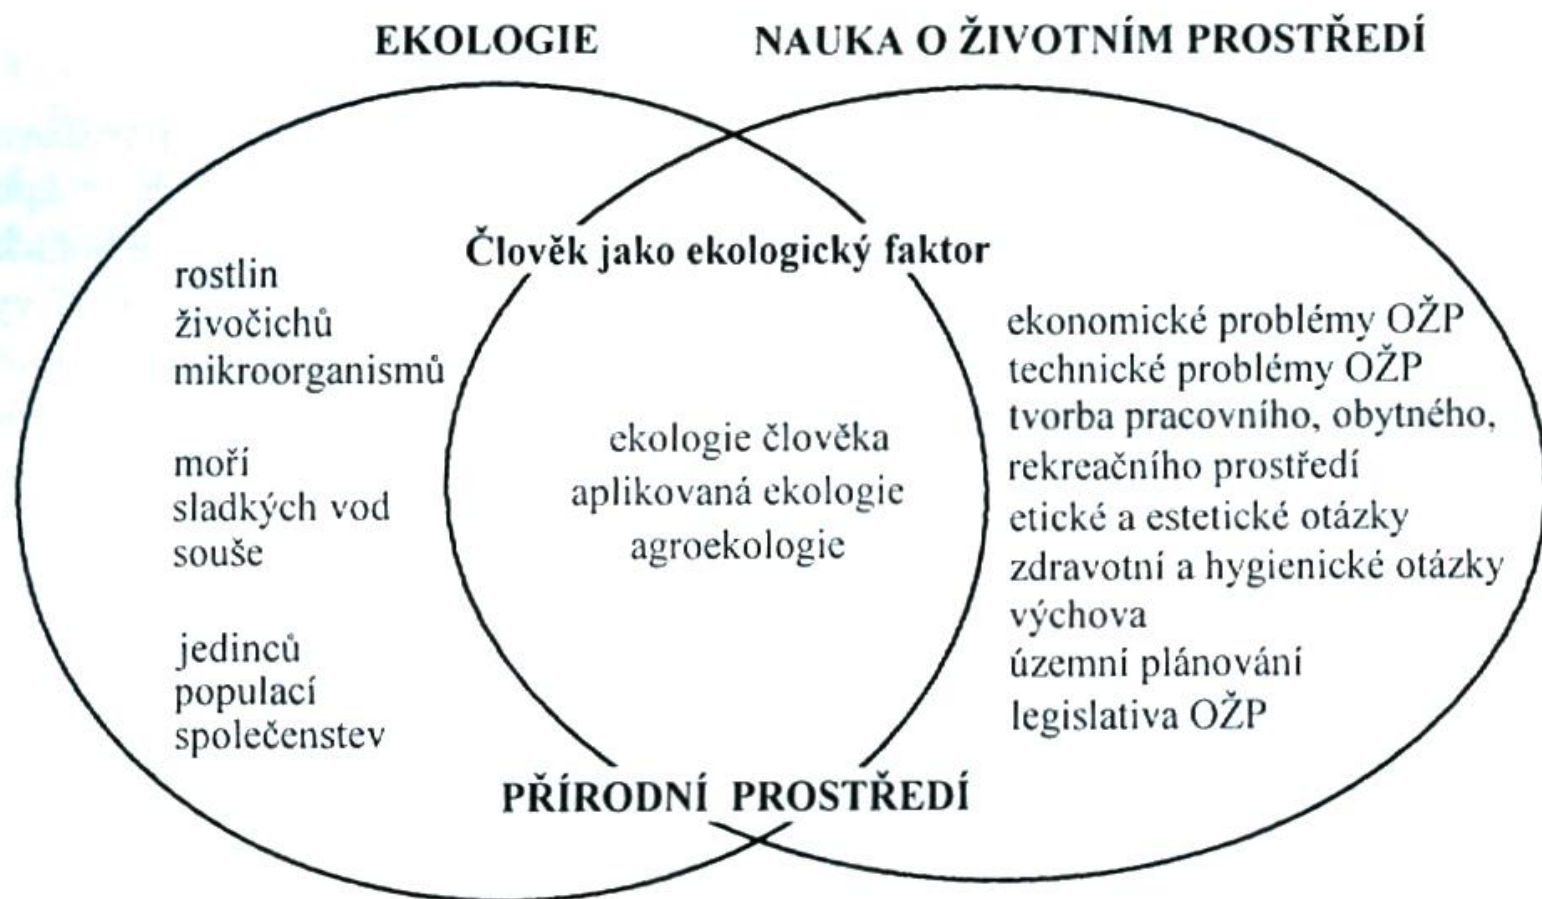 EKOLOGIE
NAUKA O ŽIVOTNÍM PROSTŘEDÍ
Člověk jako ekologický faktor
rostlin
živočichů
mikroorganismů
moří
sladkých vod
souše
jedinců
populací
společenstev
ekologie člověka
aplikovaná ekologie
agroekologie
ekonomické problémy OŽP
technické problémy OŽP
tvorba pracovního, obytného,
rekreačního prostředí
etické a estetické otázky
zdravotní a hygienické otázky
výchova
územní plánování
legislativa OŽP
PŘÍRODNÍ PROSTŘEDÍ